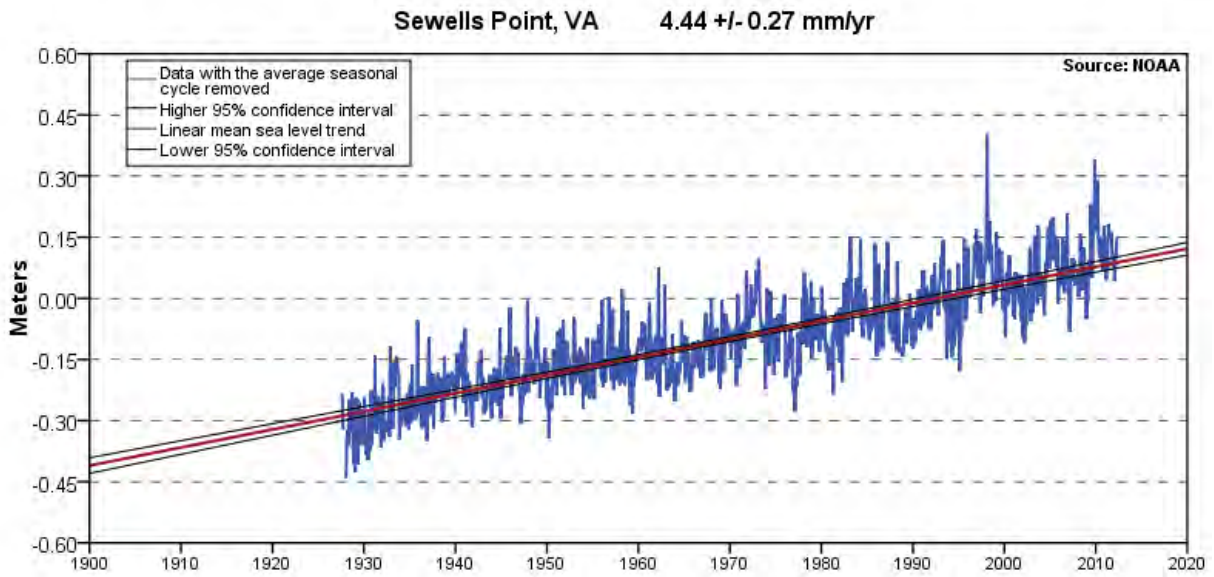 Sewells Point, VA 4.44 +/- 0.27 mm/yr
Source: NOAA
Data with the average seasonal
cycle removed
Higher 95% confidence interval
Linear mean sea level trend
Lower 95% confidence interval
Meters
0.60
0.45
0.30
0.15
0.00
-0.15
-0.30
-0.45
-0.60
1900 1910 1920 1930 1940 1950 1960 1970 1980 1990 2000 2010 2020